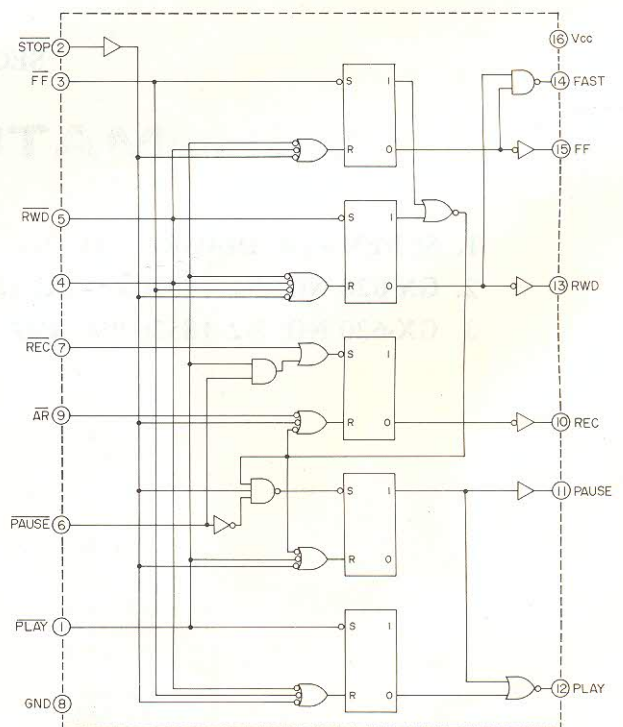 STOP 2
16 Vcc
FF 3
S 1
14 FAST
R 0
15 FF
RWD 5
S 1
4
R 0
13 RWD
REC 7
S 1
AR 9
R 0
10 REC
S 1
11 PAUSE
PAUSE 6
R 0
PLAY 1
S 1
R 0
12 PLAY
GND 8